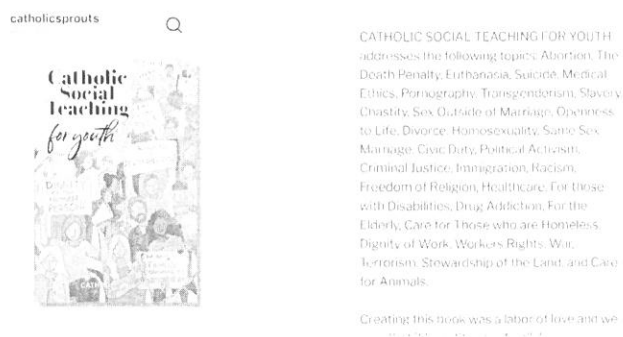 catholicsprouts
Catholic
Social
Teaching
for youth
DIGNITY
HUMAN
PERSON
CATHOLIC SOCIAL TEACHING FOR YOUTH
addresses the following topics: Abortion, The
Death Penalty, Euthanasia, Suicide, Medical
Ethics, Pornography, Transgenderism, Slavery,
Chastity, Sex Outside of Marriage, Openness
to Life, Divorce, Homosexuality, Same Sex
Marriage, Civic Duty, Political Activism,
Criminal Justice, Immigration, Racism,
Freedom of Religion, Healthcare, For those
with Disabilities, Drug Addiction, For the
Elderly, Care for Those who are Homeless,
Dignity of Work, Workers Rights, War,
Terrorism, Stewardship of the Land, and Care
for Animals.
Creating this book was a labor of love and we